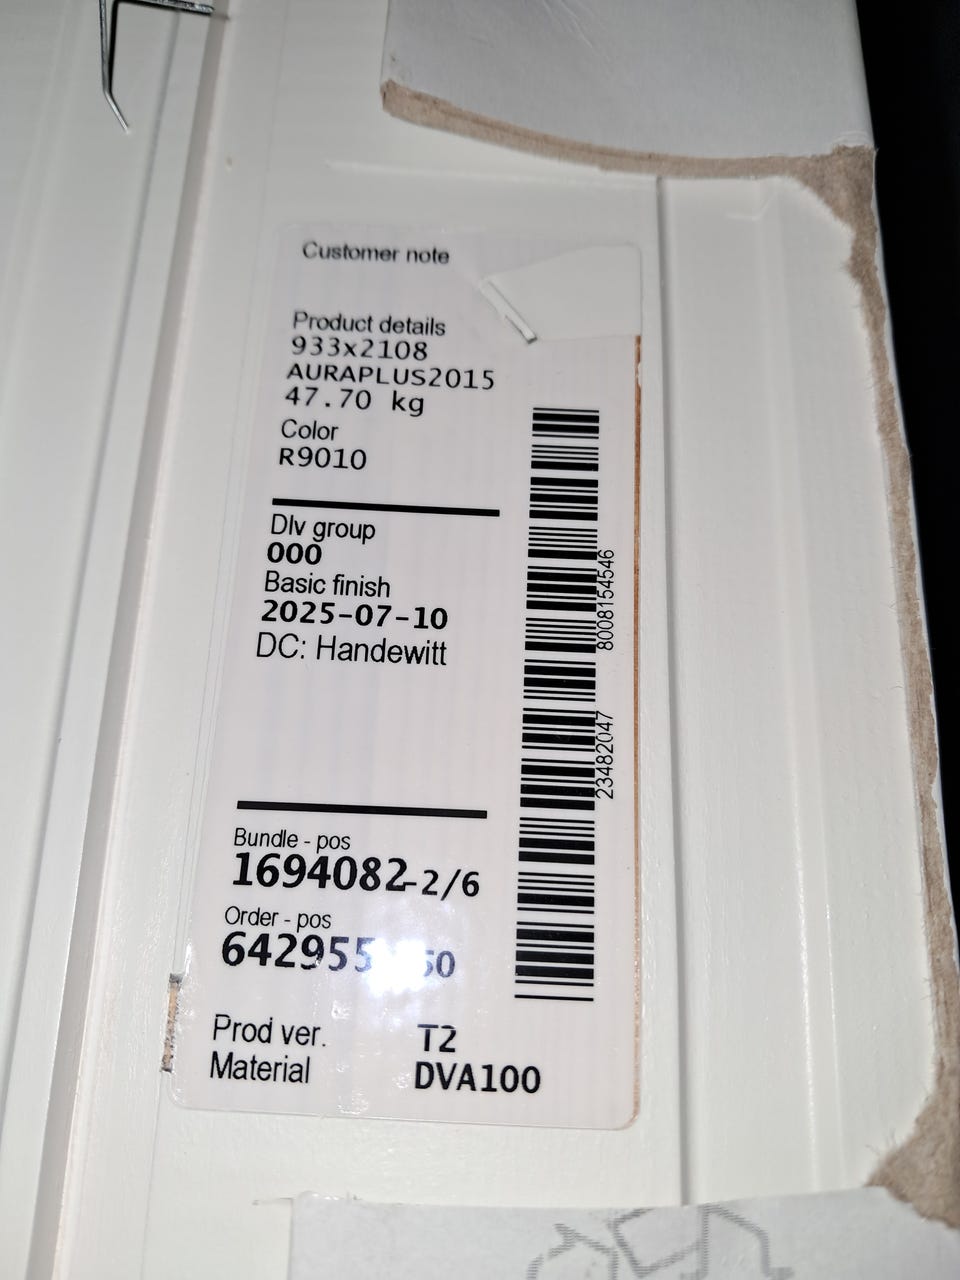 Customer note
Product details
933x2108
AURAPLUS2015
47.70 kg
Color
R9010
Dlv group
000
Basic finish
2025-07-10
DC: Handewitt
Bundle - pos
1694082-2/6
Order - pos
Prod ver. T2
Material DVA100
23482047 8008154546